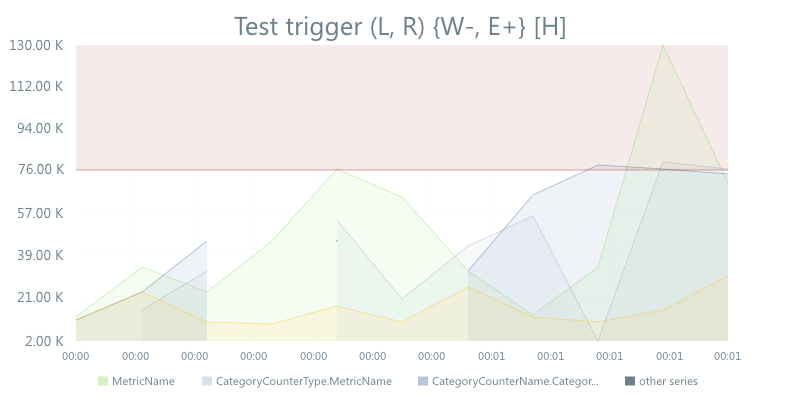 Test trigger (L, R) {W-, E+} [H]
130.00 K
112.00 K
94.00 K
76.00 K
57.00 K
39.00 K
21.00 K
2.00 K
00:00 00:00 00:00 00:00 00:00 00:00 00:00 00:01 00:01 00:01 00:01 00:01
MetricName CategoryCounterType.MetricName CategoryCounterName.Categor... other series